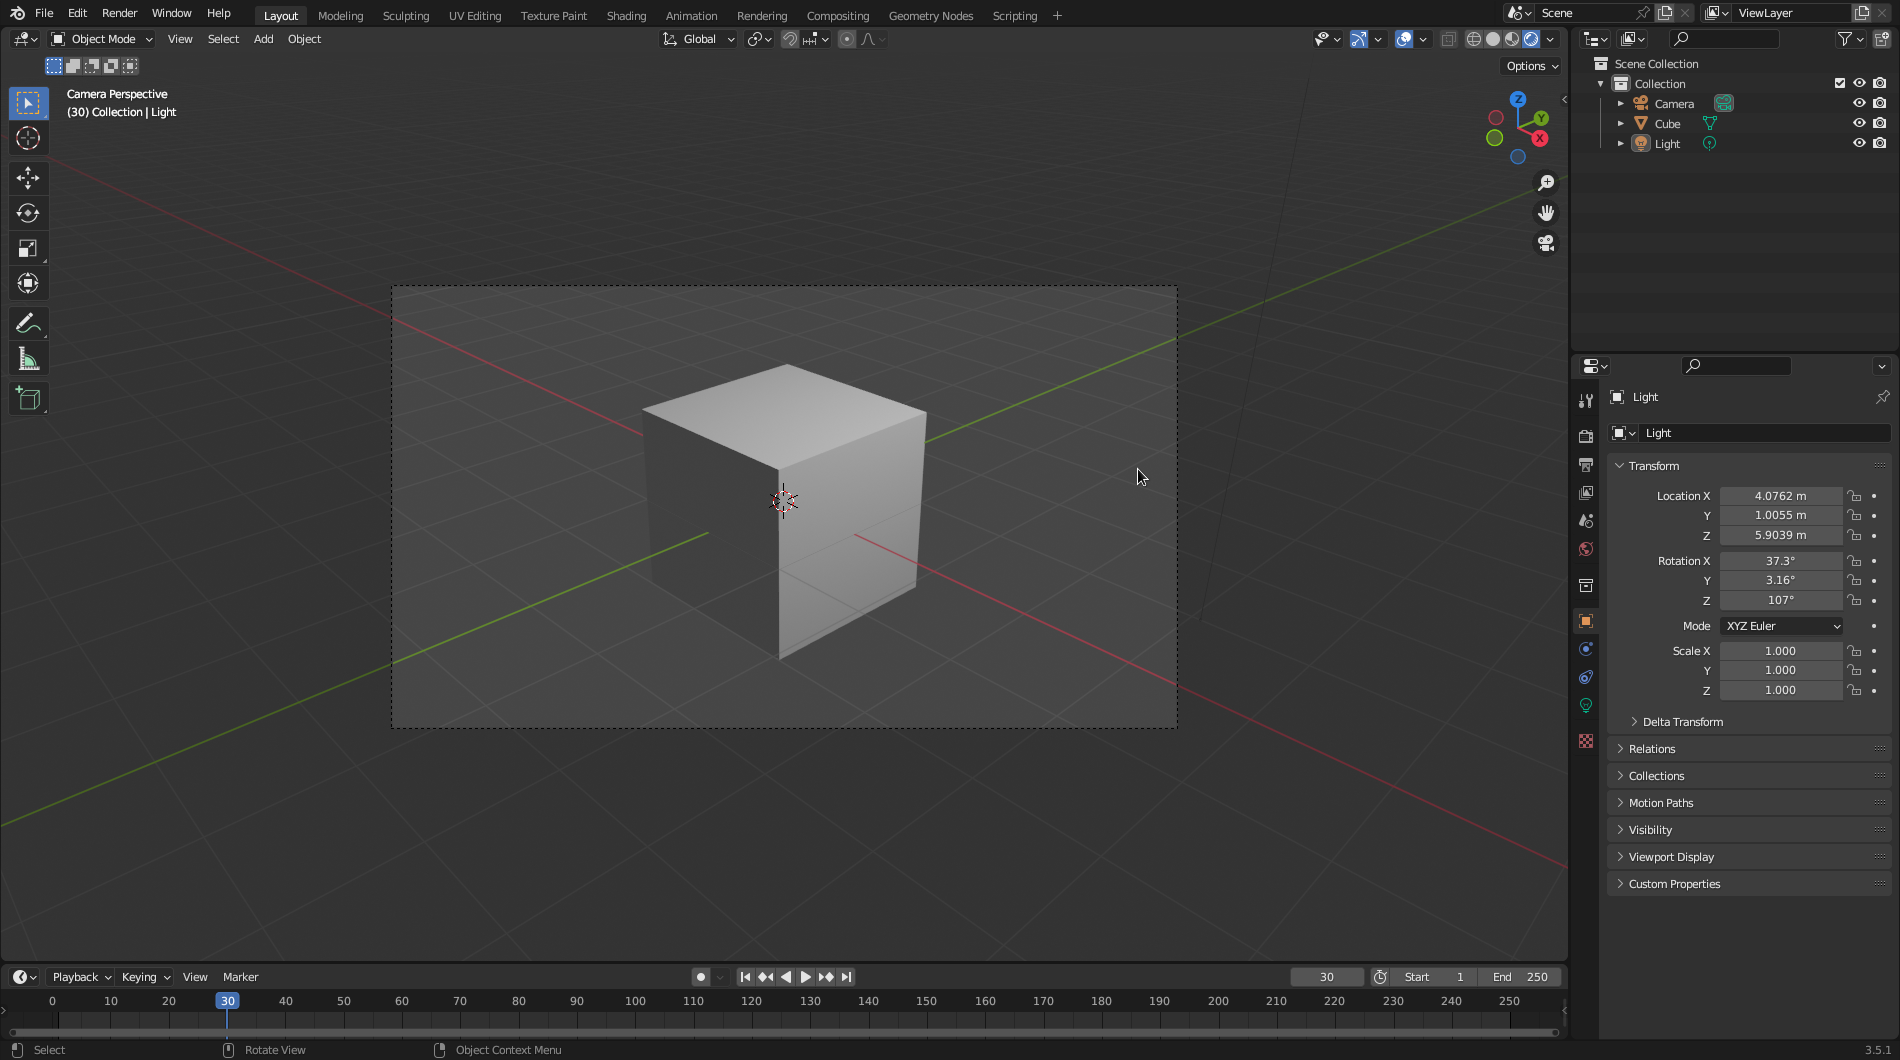 File Edit Render Window Help Layout Modeling Sculpting UV Editing Texture Paint Shading Animation Rendering Compositing Geometry Nodes Scripting + Scene ViewLayer
Object Mode View Select Add Object Global
Options
Camera Perspective
(30) Collection | Light
Z
Y
X
Scene Collection
Collection
Camera
Cube
Light
Light
Light
Transform
Location X 4.0762 m
Y 1.0055 m
Z 5.9039 m
Rotation X 37.3°
Y 3.16°
Z 107°
Mode XYZ Euler
Scale X 1.000
Y 1.000
Z 1.000
Delta Transform
Relations
Collections
Motion Paths
Visibility
Viewport Display
Custom Properties
Playback Keying View Marker 30 Start 1 End 250
0 10 20 30 40 50 60 70 80 90 100 110 120 130 140 150 160 170 180 190 200 210 220 230 240 250
Select Rotate View Object Context Menu 3.5.1